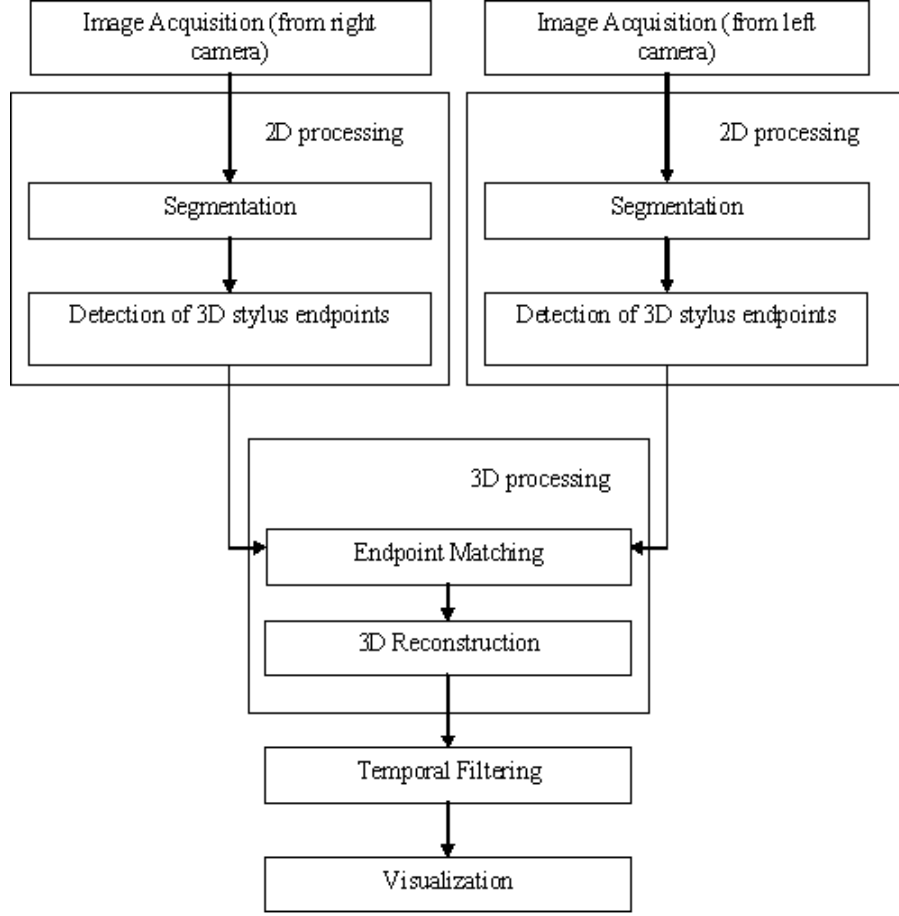 Image Acquisition (from right
camera)
Image Acquisition (from left
camera)
2D processing
2D processing
Segmentation
Segmentation
Detection of 3D stylus endpoints
Detection of 3D stylus endpoints
3D processing
Endpoint Matching
3D Reconstruction
Temporal Filtering
Visualization